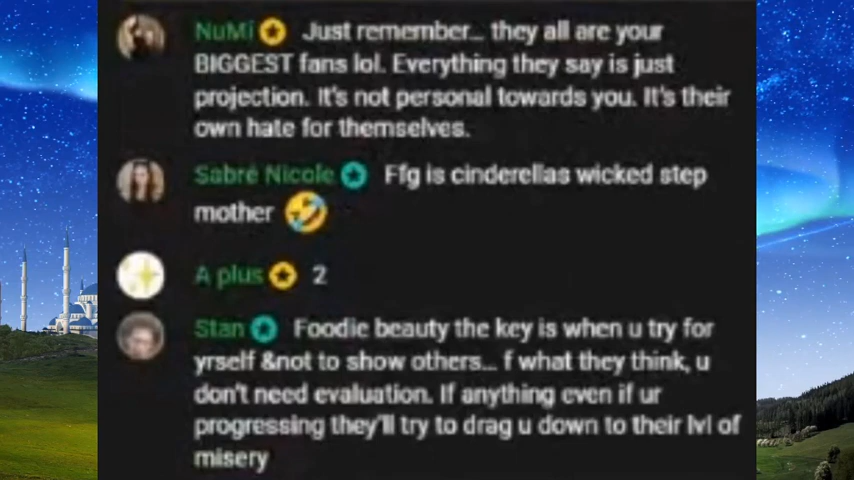 NuMi Just remember... they all are your
BIGGEST fans lol. Everything they say is just
projection. It's not personal towards you. It's their
own hate for themselves.
Sabré Nicole Ffg is cinderellas wicked step
mother
A plus 2
Stan Foodie beauty the key is when u try for
yrself &not to show others... f what they think, u
don't need evaluation. If anything even if ur
progressing they'll try to drag u down to their lvl of
misery